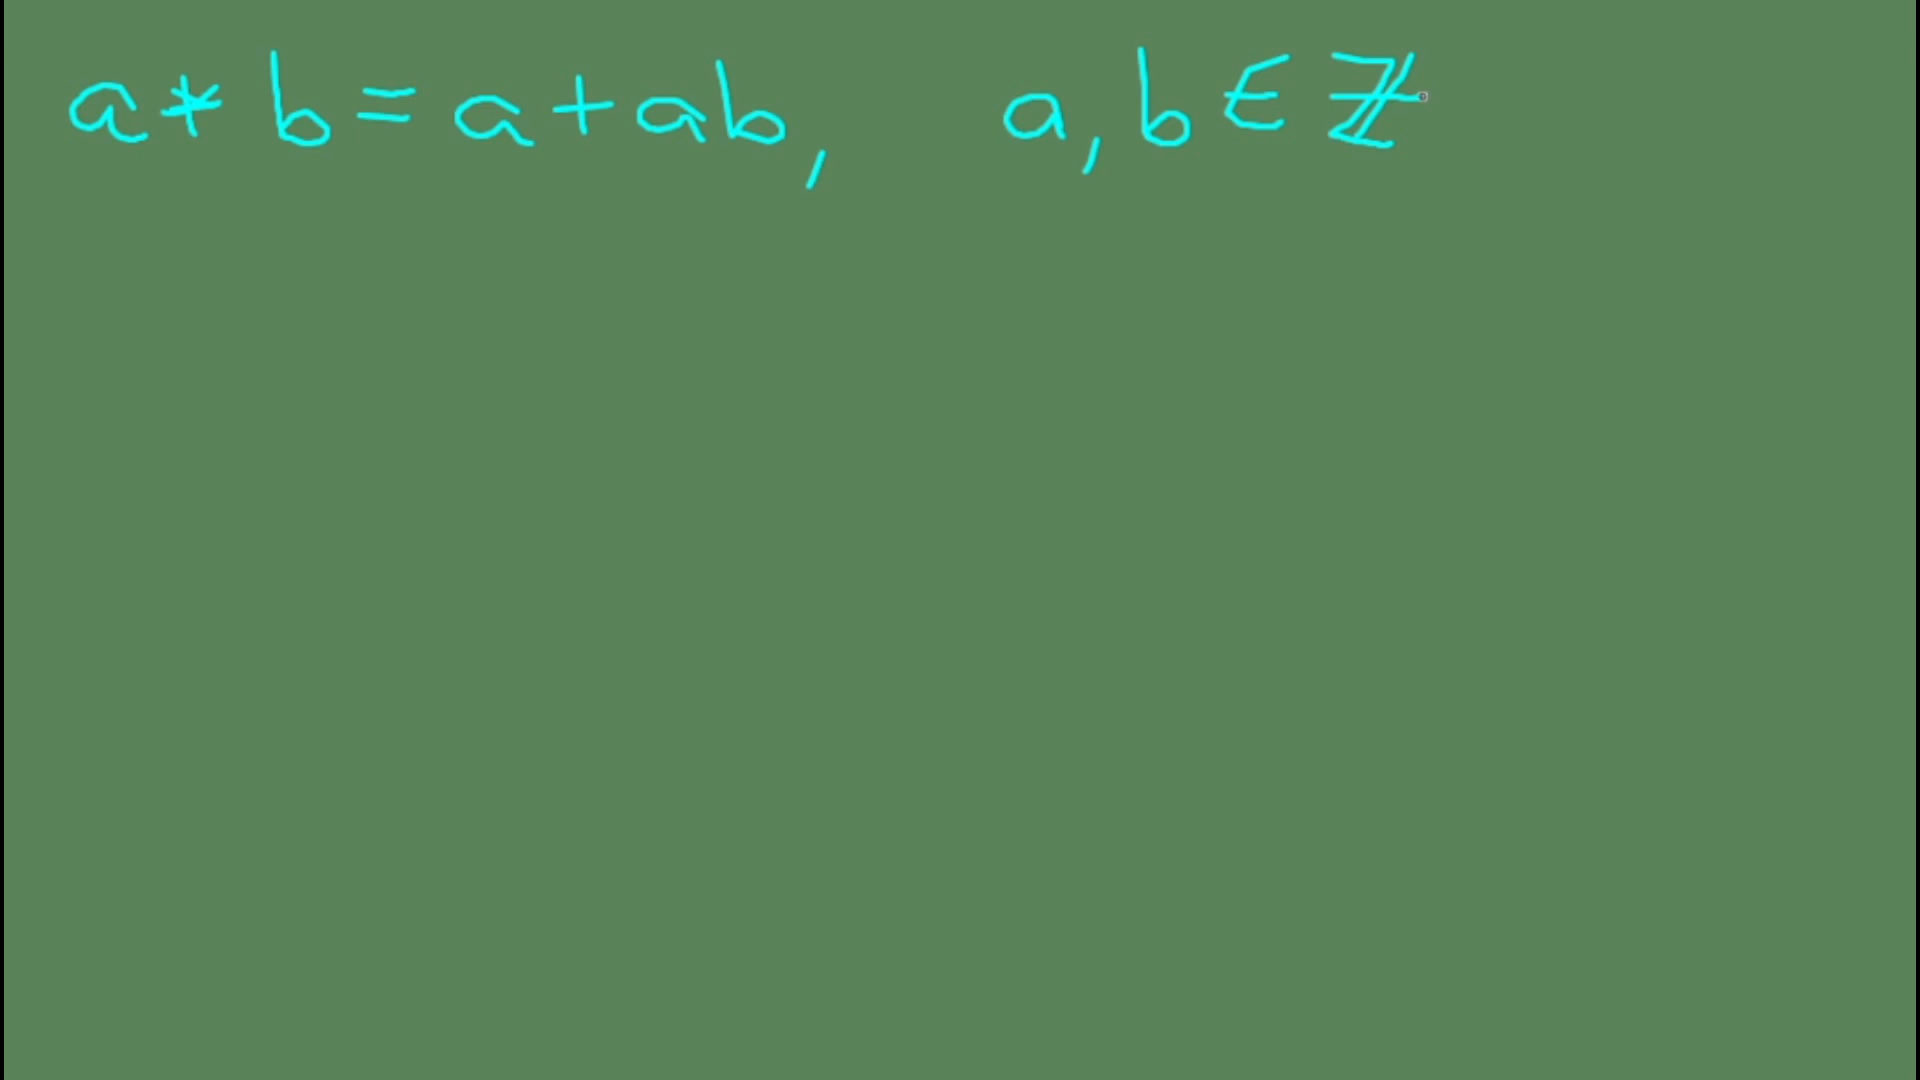 a * b = a + ab, a, b ∈ ℤ